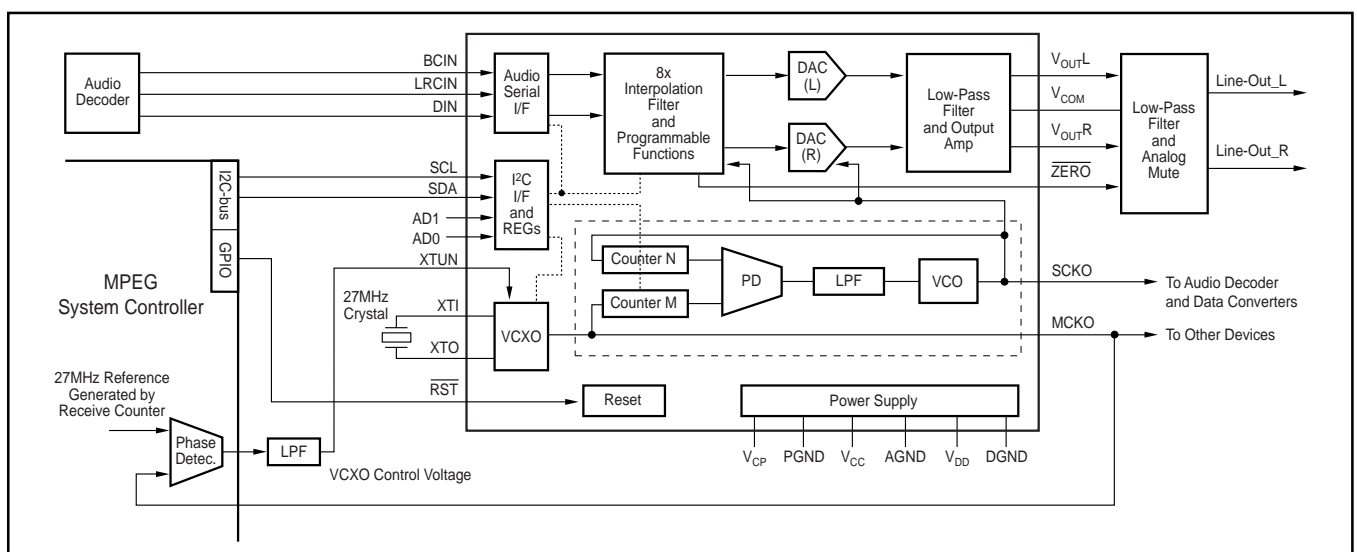 Audio
Decoder
BCIN
LRCIN
DIN
Audio
Serial
I/F
8x
Interpolation
Filter
and
Programmable
Functions
DAC
(L)
DAC
(R)
Low-Pass
Filter
and Output
Amp
VOUTL
VCOM
VOUTR
ZERO
Low-Pass
Filter
and
Analog
Mute
Line-Out_L
Line-Out_R
I2C-bus
GPIO
SCL
SDA
AD1
AD0
XTUN
I2C
I/F
and
REGs
MPEG
System Controller
27MHz
Crystal
XTI
XTO
VCXO
Counter N
Counter M
PD
LPF
VCO
SCKO
To Audio Decoder
and Data Converters
MCKO
To Other Devices
RST
Reset
Power Supply
VCP
PGND
VCC
AGND
VDD
DGND
27MHz Reference
Generated by
Receive Counter
Phase
Detec.
LPF
VCXO Control Voltage